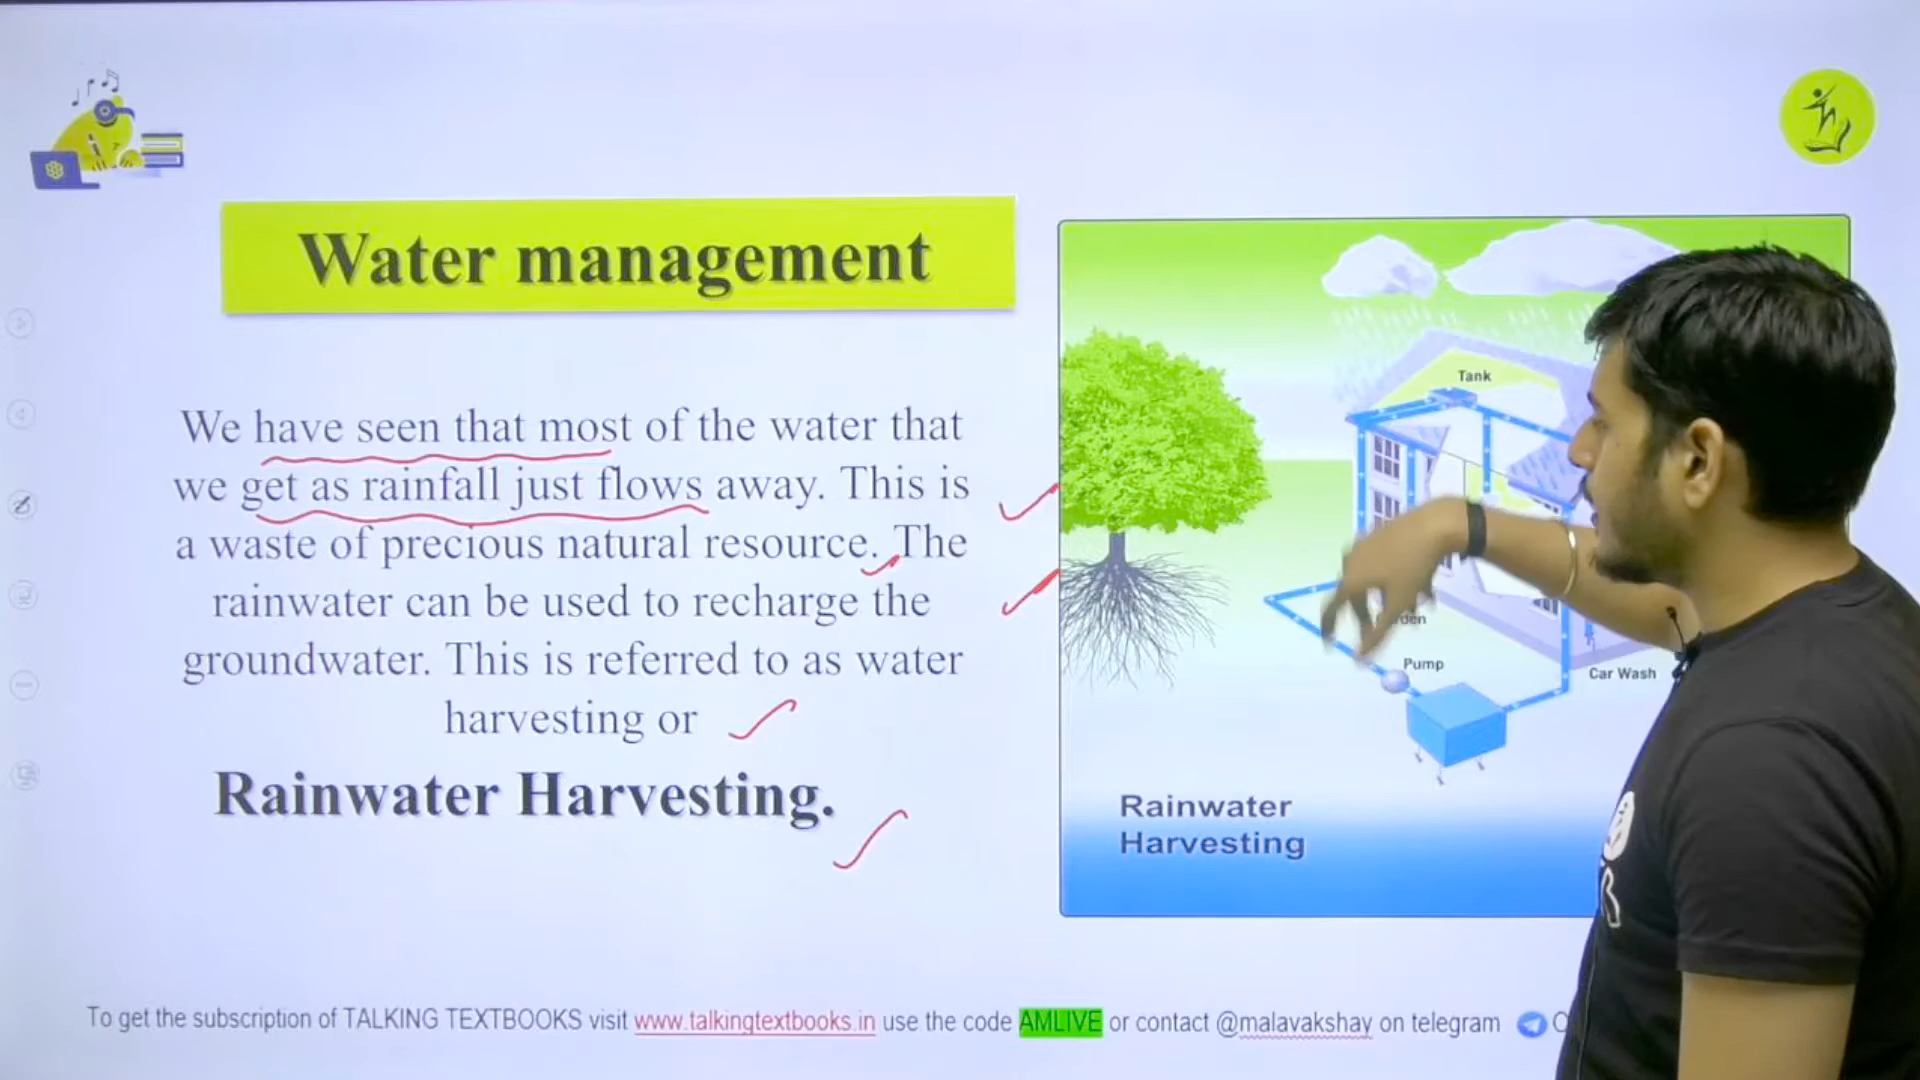 Water management
We have seen that most of the water that
we get as rainfall just flows away. This is
a waste of precious natural resource. The
rainwater can be used to recharge the
groundwater. This is referred to as water
harvesting or
Rainwater Harvesting.
Tank
Pump
Car Wash
Rainwater
Harvesting
To get the subscription of TALKING TEXTBOOKS visit www.talkingtextbooks.in use the code AMLIVE or contact @malavakshay on telegram